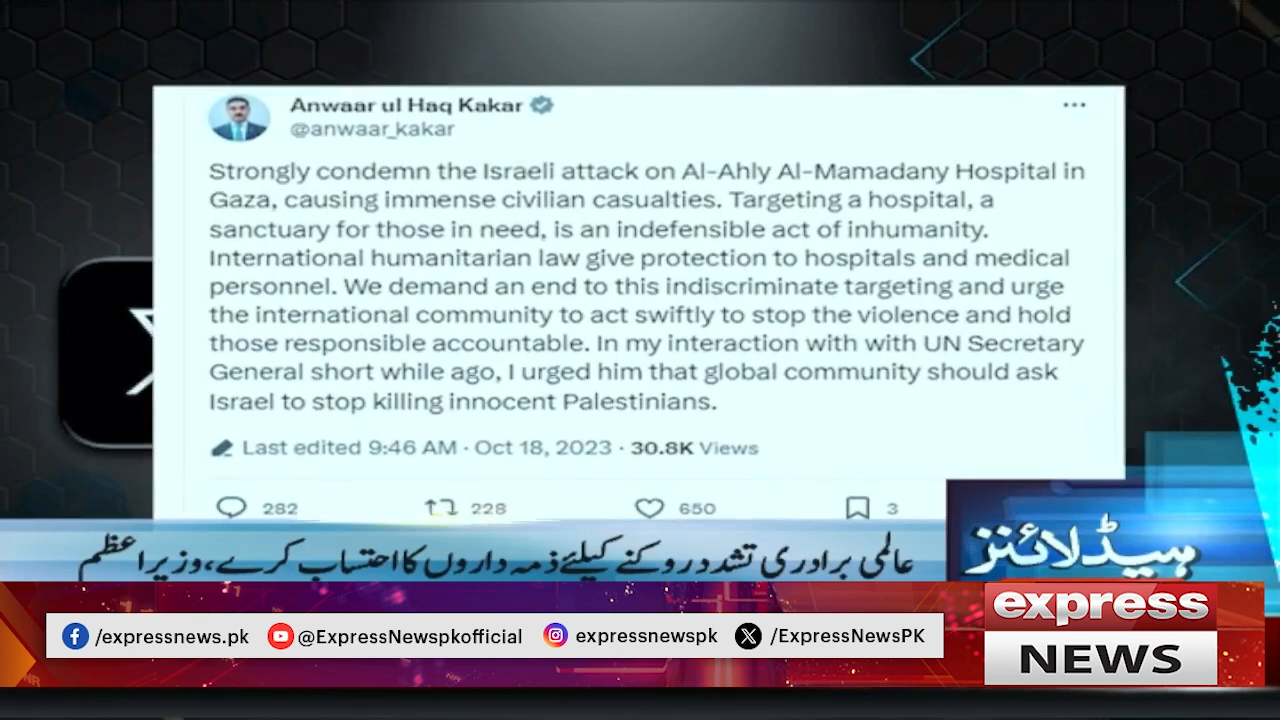 Anwaar ul Haq Kakar
@anwaar_kakar
Strongly condemn the Israeli attack on Al-Ahly Al-Mamadany Hospital in
Gaza, causing immense civilian casualties. Targeting a hospital, a
sanctuary for those in need, is an indefensible act of inhumanity.
International humanitarian law give protection to hospitals and medical
personnel. We demand an end to this indiscriminate targeting and urge
the international community to act swiftly to stop the violence and hold
those responsible accountable. In my interaction with with UN Secretary
General short while ago, I urged him that global community should ask
Israel to stop killing innocent Palestinians.
Last edited 9:46 AM · Oct 18, 2023 · 30.8K Views
282 228 650 3
ہیڈلائنز
عالمی برادری تشدد روکنے کیلئے ذمہ داروں کا احتساب کرے، وزیراعظم
/expressnews.pk @ExpressNewspkofficial expressnewspk /ExpressNewsPK
express
NEWS